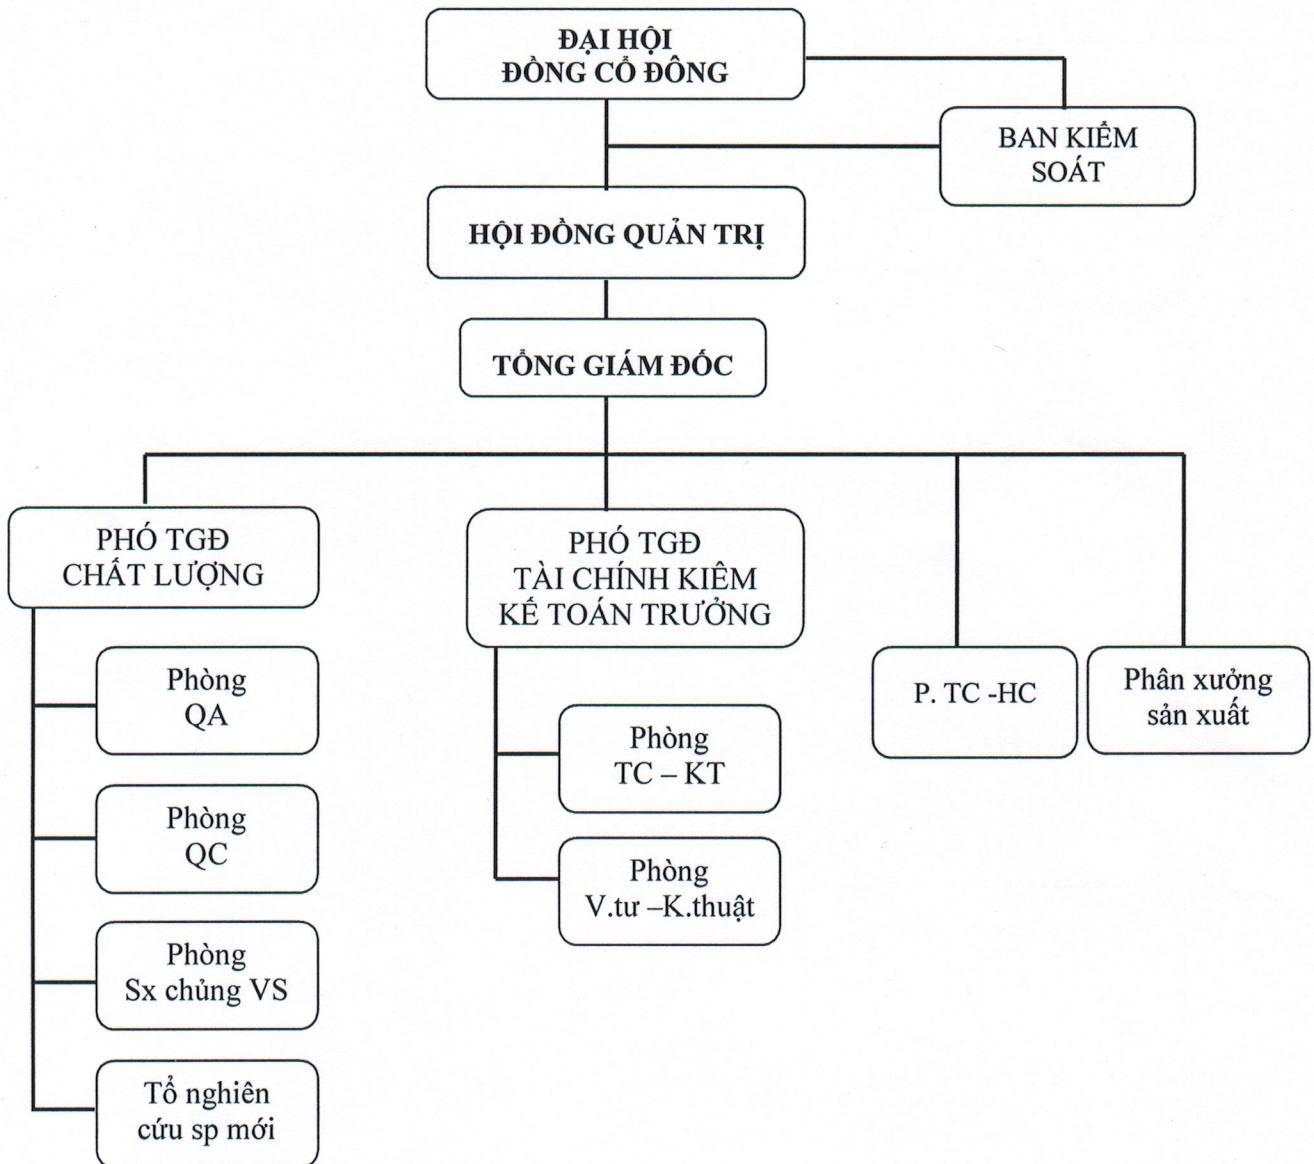 ĐẠI HỘI
ĐỒNG CỔ ĐÔNG
BAN KIỂM
SOÁT
HỘI ĐỒNG QUẢN TRỊ
TỔNG GIÁM ĐỐC
PHÓ TGĐ
CHẤT LƯỢNG
PHÓ TGĐ
TÀI CHÍNH KIÊM
KẾ TOÁN TRƯỞNG
P. TC -HC
Phân xưởng
sản xuất
Phòng
QA
Phòng
QC
Phòng
Sx chủng VS
Tổ nghiên
cứu sp mới
Phòng
TC – KT
Phòng
V.tư –K.thuật